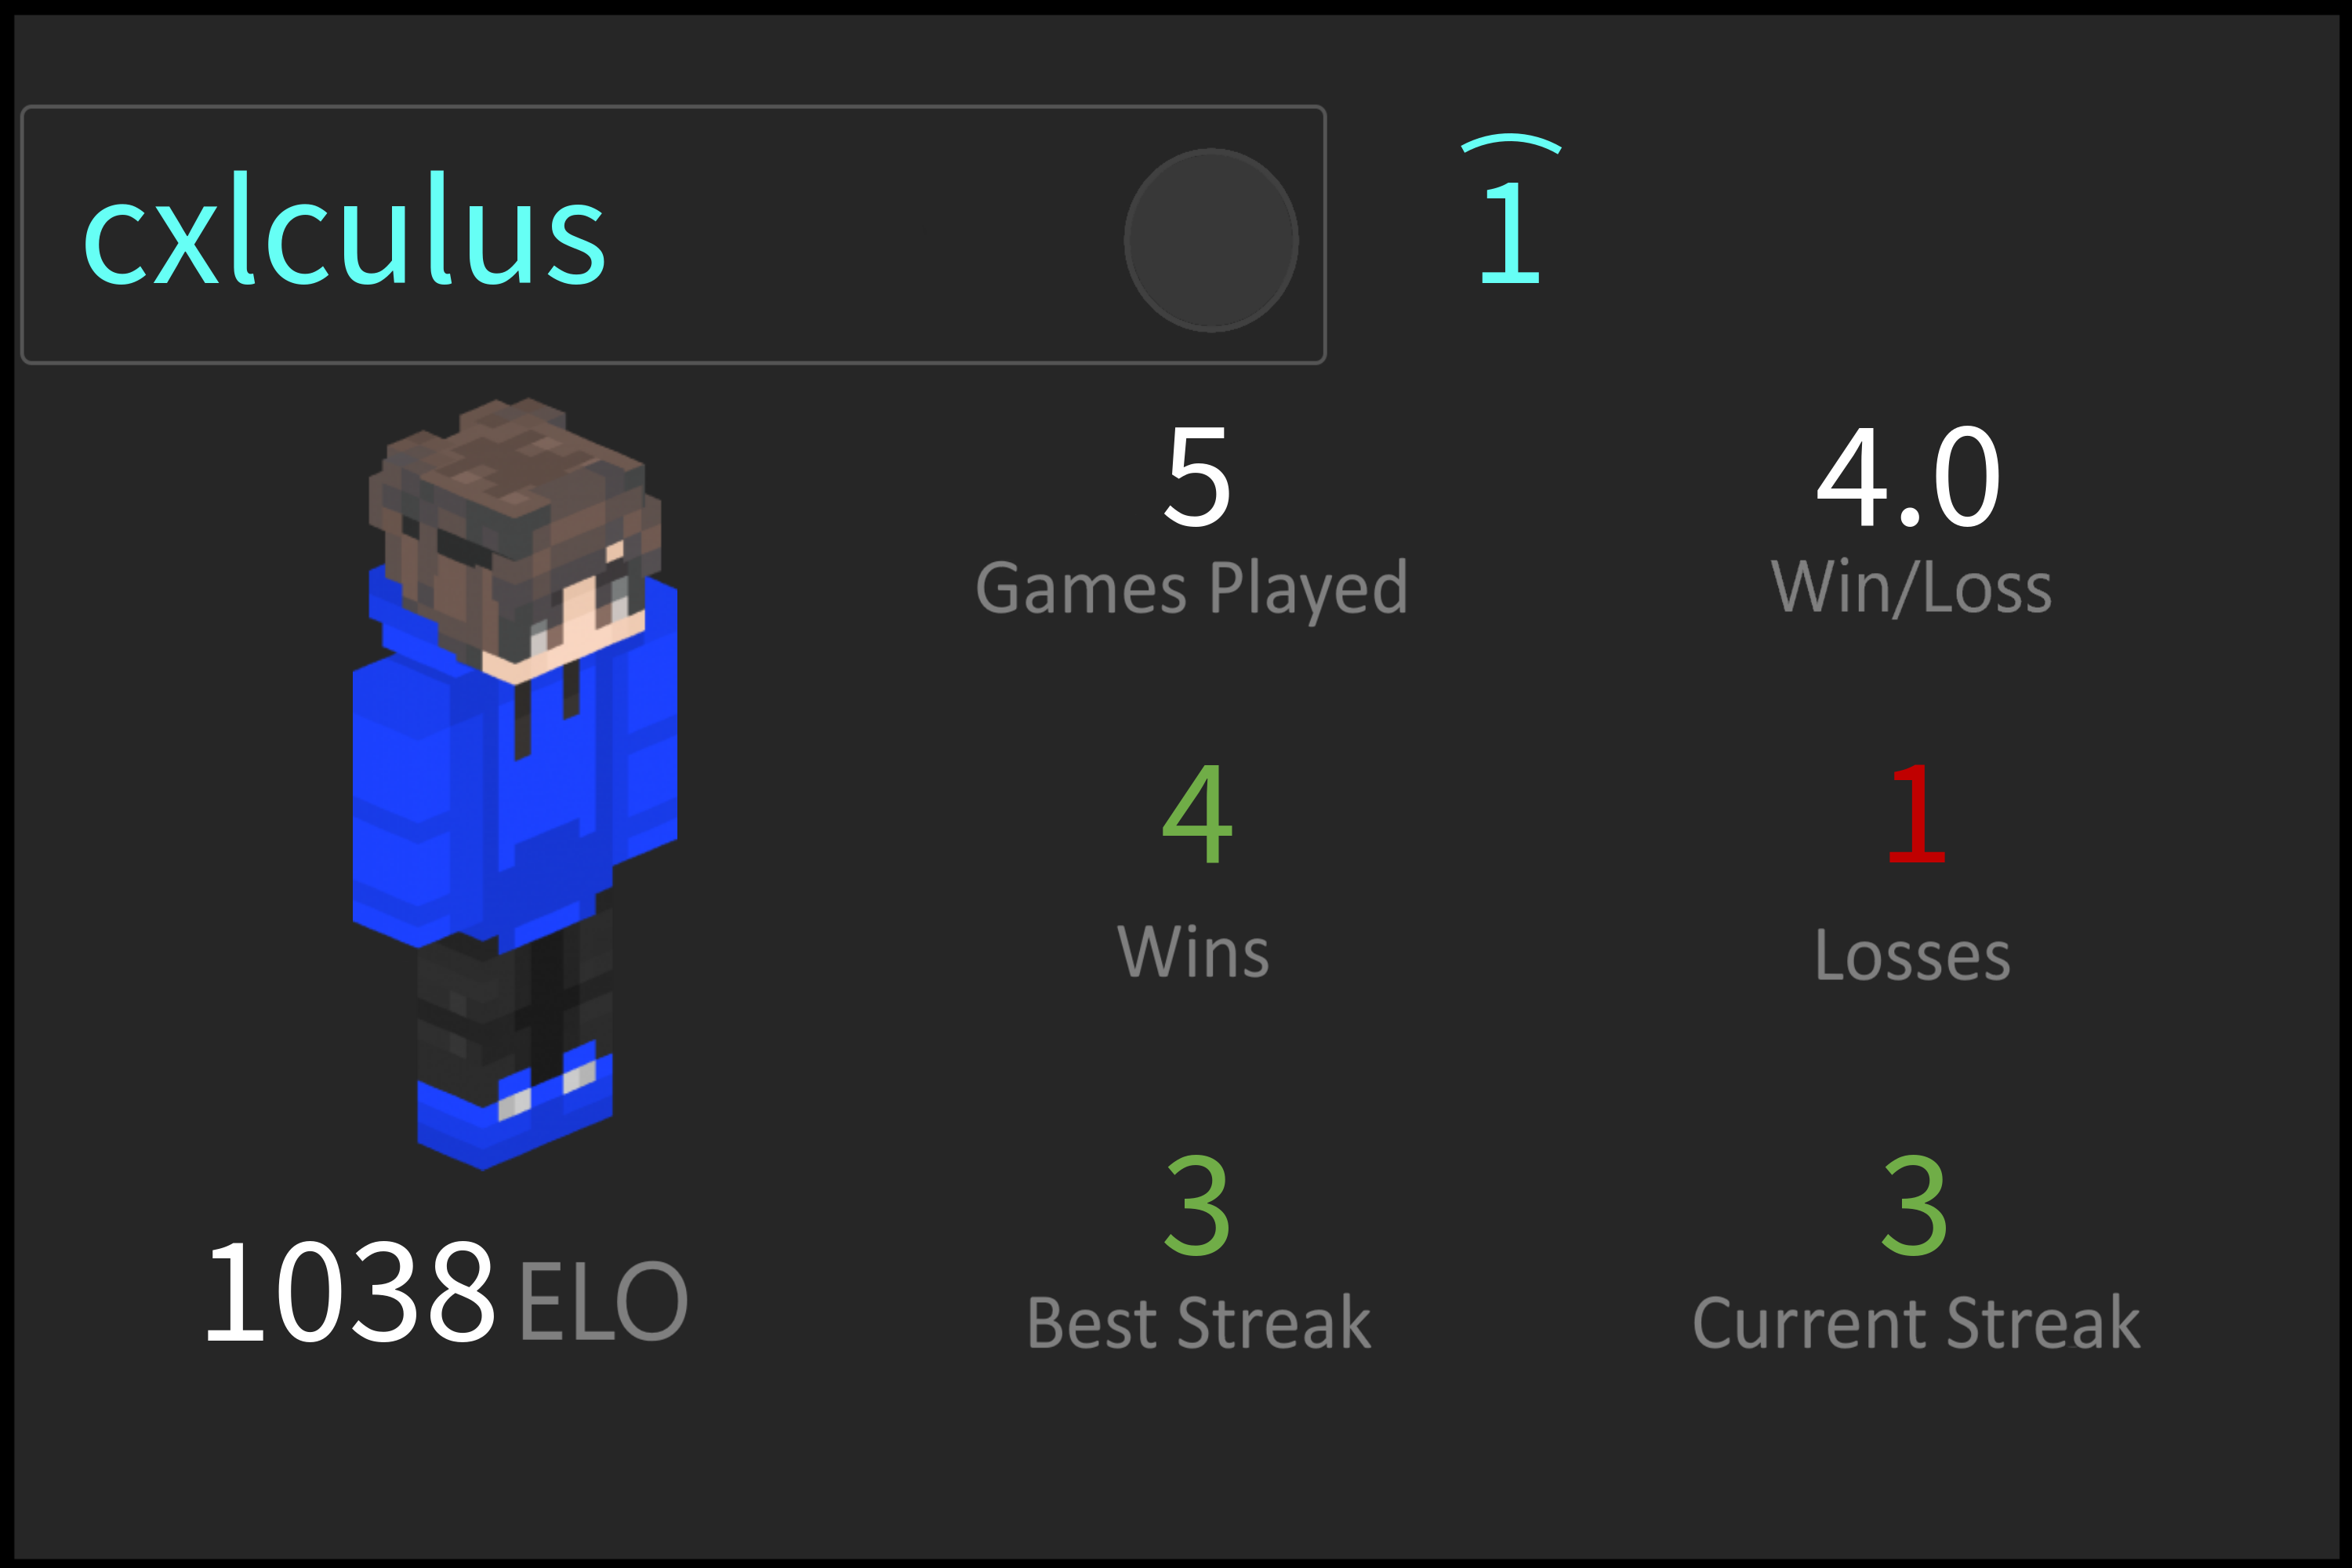 cxlculus
1
5 4.0
Games Played Win/Loss
4 1
Wins Losses
3 3
1038 ELO Best Streak Current Streak